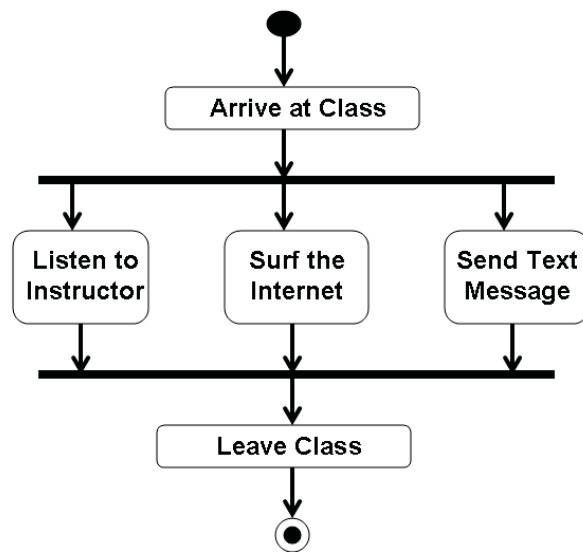 Arrive at Class
Listen to
Instructor
Surf the
Internet
Send Text
Message
Leave Class